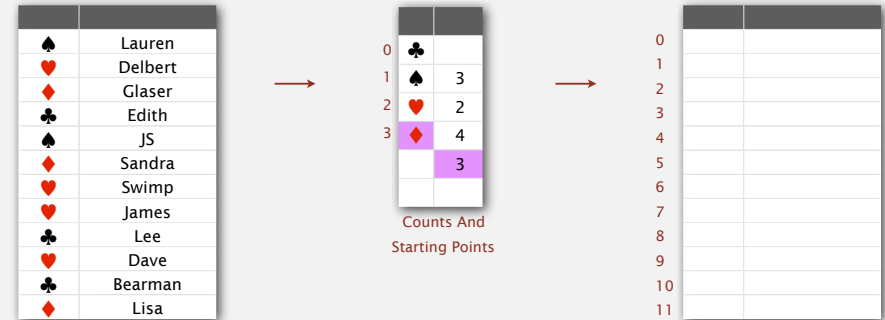 ♠ Lauren
♥ Delbert
♦ Glaser
♣ Edith
♠ JS
♦ Sandra
♥ Swimp
♥ James
♣ Lee
♥ Dave
♣ Bearman
♦ Lisa
0 ♣
1 ♠ 3
2 ♥ 2
3 ♦ 4
3
Counts And
Starting Points
0
1
2
3
4
5
6
7
8
9
10
11